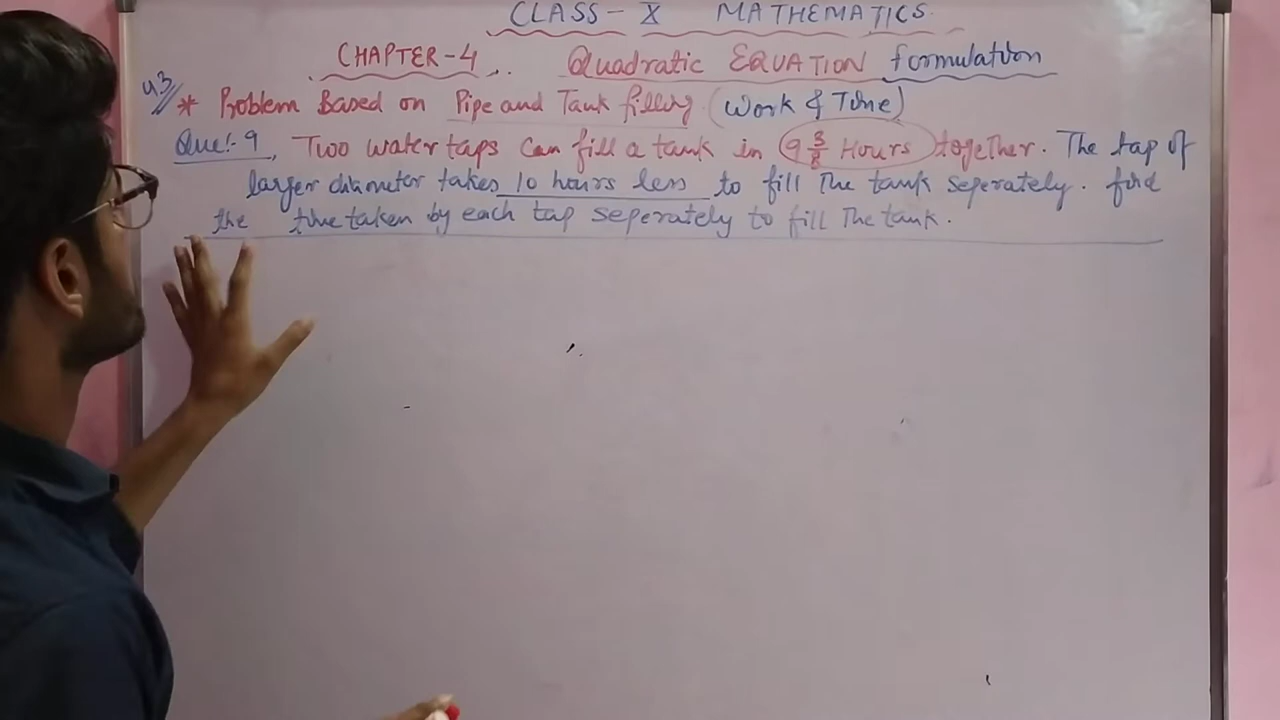 CLASS - X MATHEMATICS.
CHAPTER-4 Quadratic EQUATION formulation
4.3 * Problem Based on Pipe and Tank filling (Work & Time)
Que:-9. Two water taps can fill a tank in 9 3/8 Hours together. The tap of
larger diameter takes 10 hours less to fill The tank seperately. find
the time taken by each tap seperately to fill The tank.